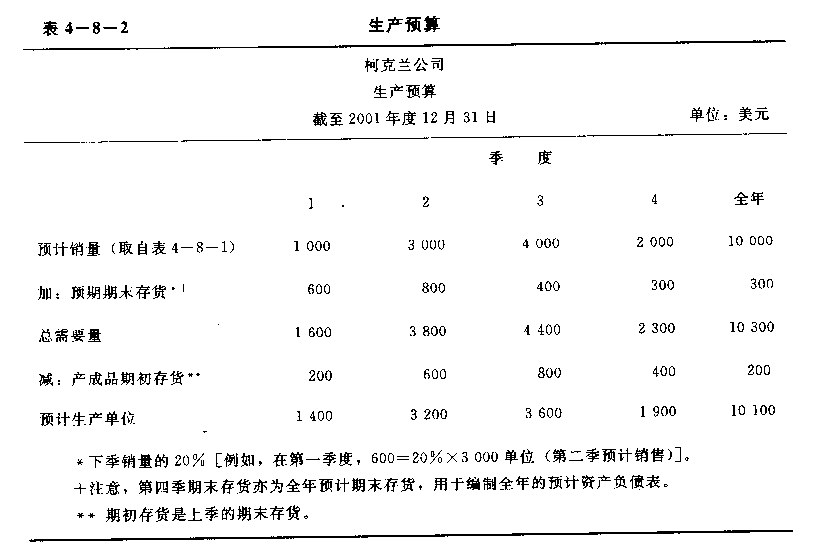 表 4—8—2 生产预算
柯克兰公司
生产预算
截至 2001 年度 12 月 31 日 单位：美元
季 度
1 2 3 4 全年
预计销量（取自表 4—8—1） 1 000 3 000 4 000 2 000 10 000
加：预期期末存货*+ 600 800 400 300 300
总需要量 1 600 3 800 4 400 2 300 10 300
减：产成品期初存货** 200 600 800 400 200
预计生产单位 1 400 3 200 3 600 1 900 10 100
*下季销量的 20%［例如，在第一季度，600=20%×3 000 单位（第二季预计销售）］。
+注意，第四季期末存货亦为全年预计期末存货，用于编制全年的预计资产负债表。
** 期初存货是上季的期末存货。